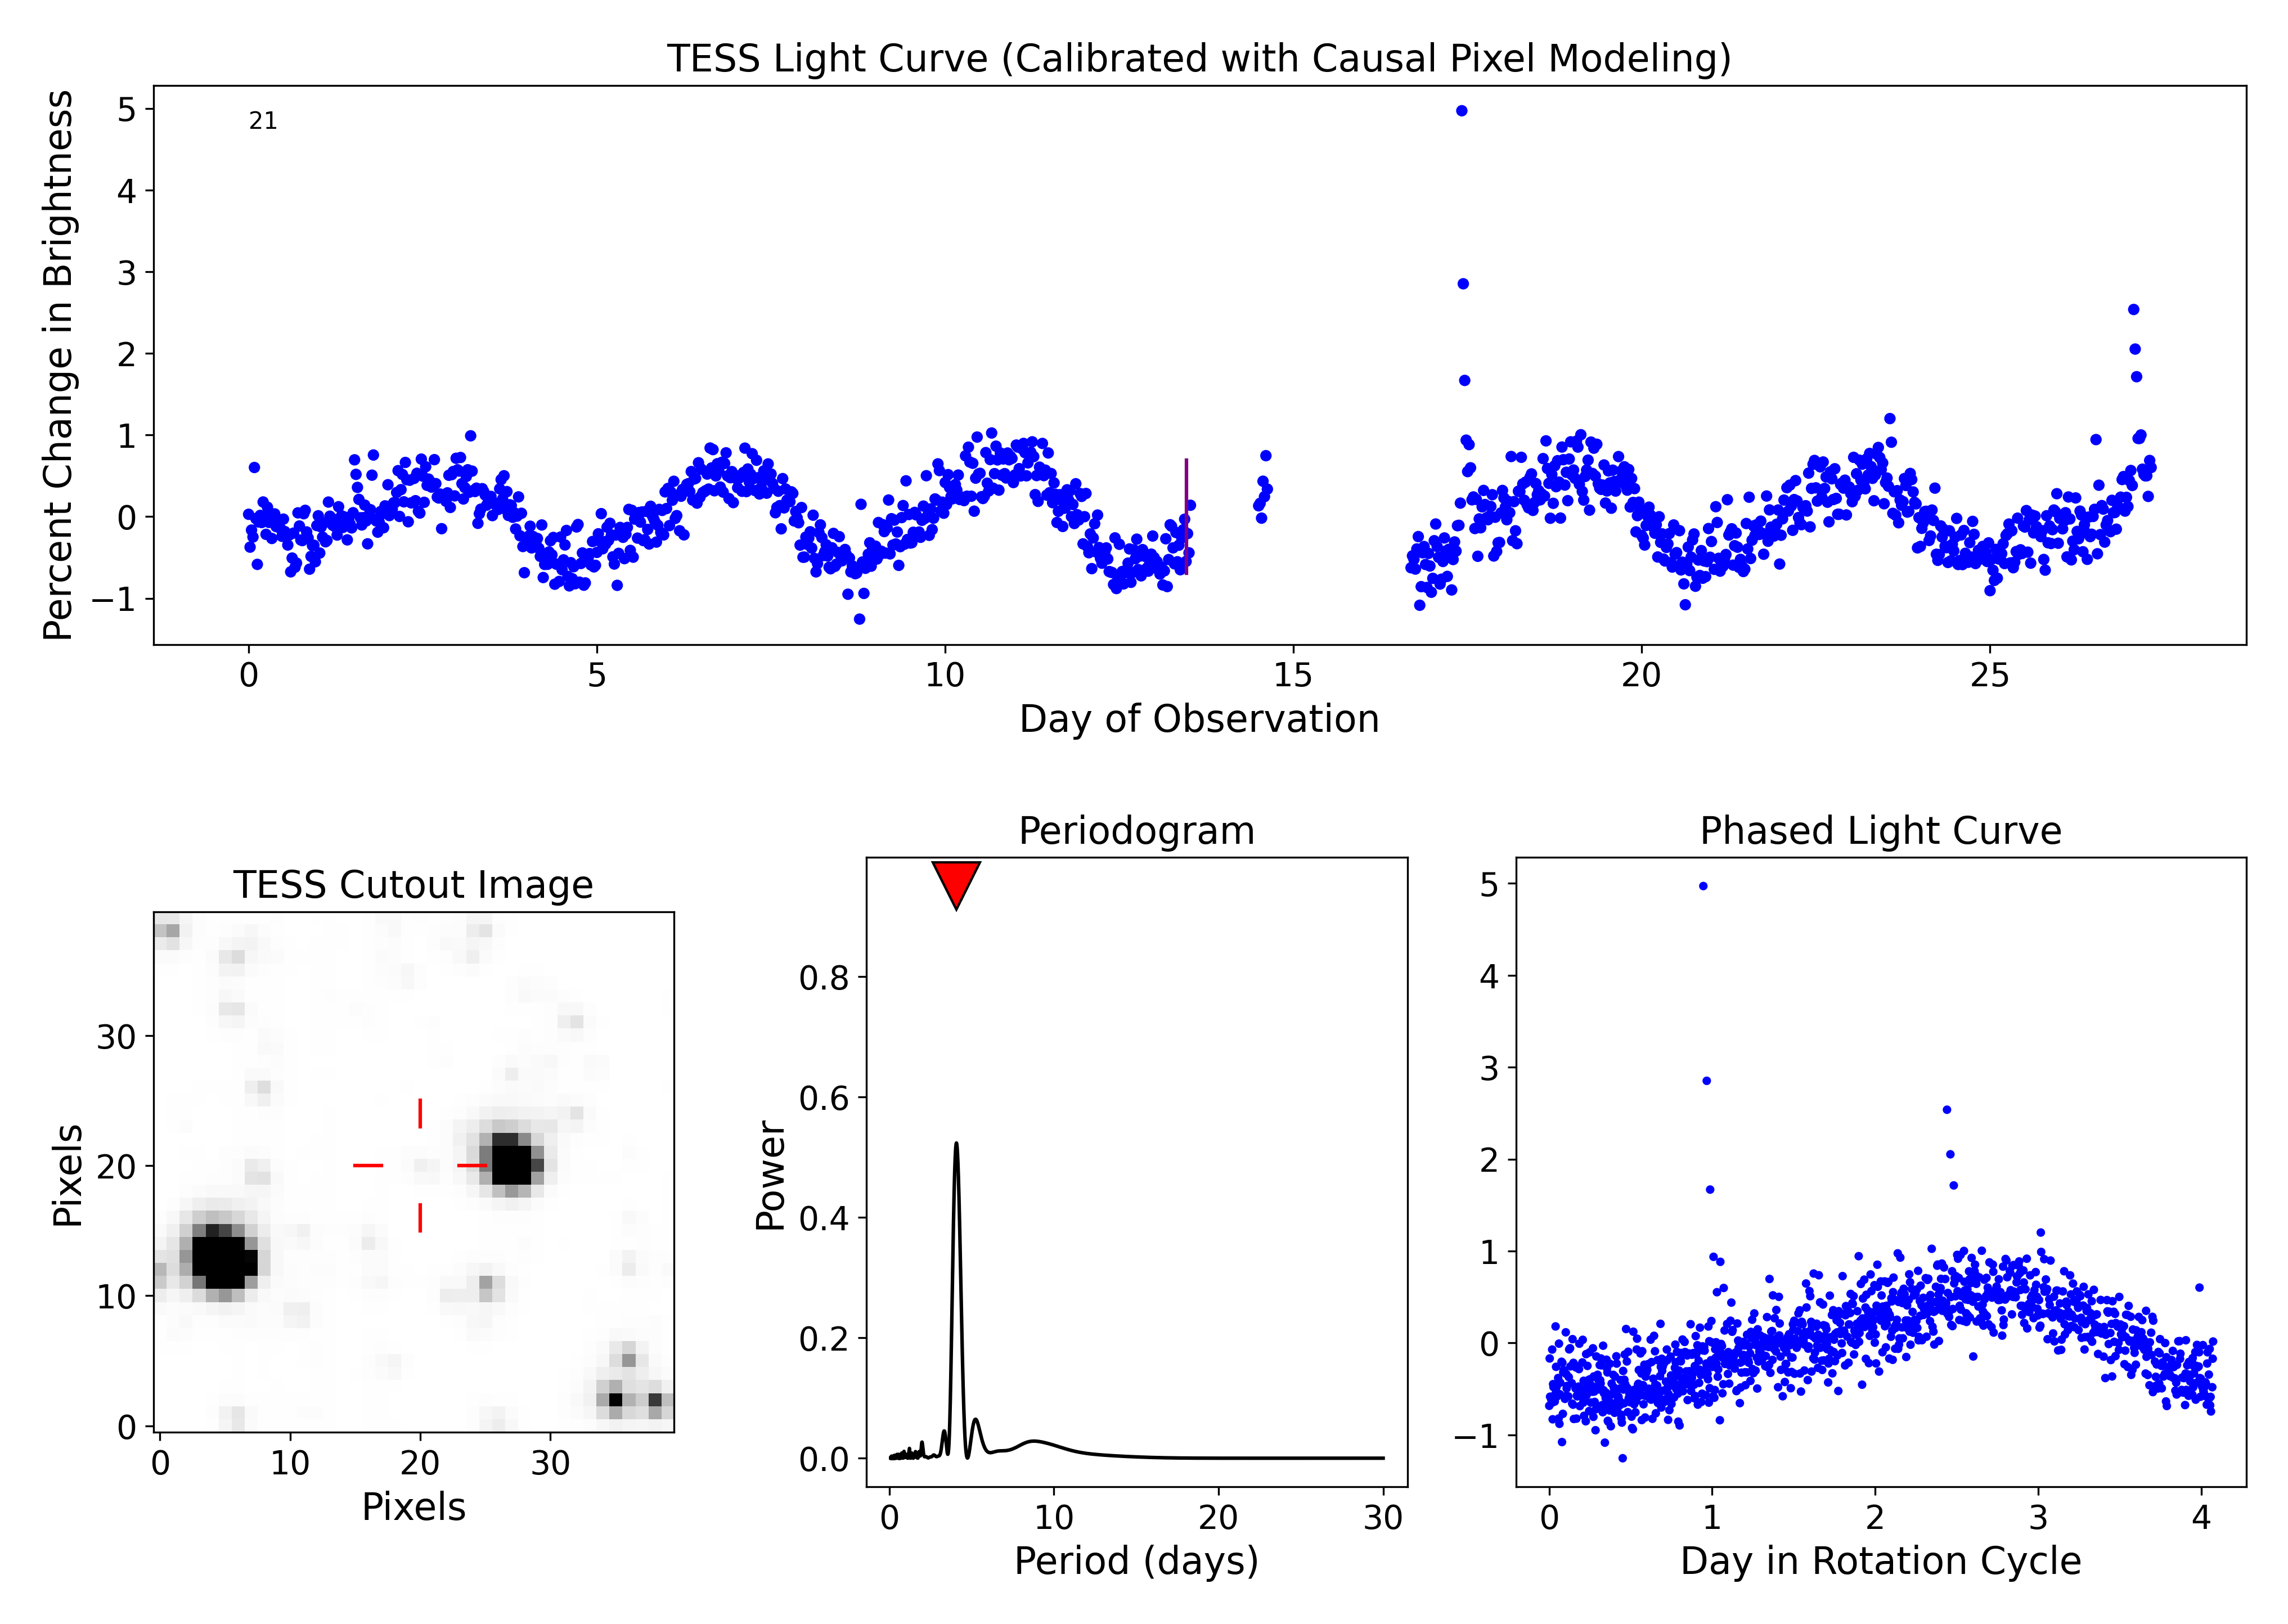 TESS Light Curve (Calibrated with Causal Pixel Modeling)
Percent Change in Brightness
5
4
3
2
1
0
−1
21
0 5 10 15 20 25
Day of Observation
TESS Cutout Image
Pixels
30
20
10
0
0 10 20 30
Pixels
Periodogram
Power
0.8
0.6
0.4
0.2
0.0
0 10 20 30
Period (days)
Phased Light Curve
5
4
3
2
1
0
−1
0 1 2 3 4
Day in Rotation Cycle